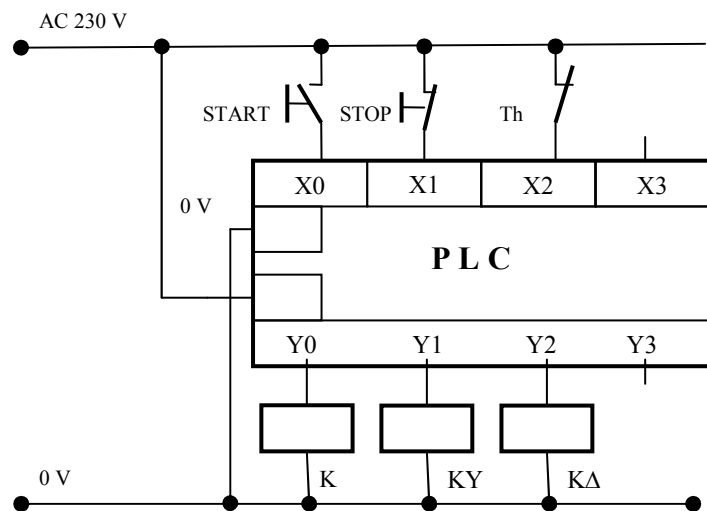 AC 230 V
START STOP Th
X0 X1 X2 X3
0 V
P L C
Y0 Y1 Y2 Y3
0 V K KY KΔ